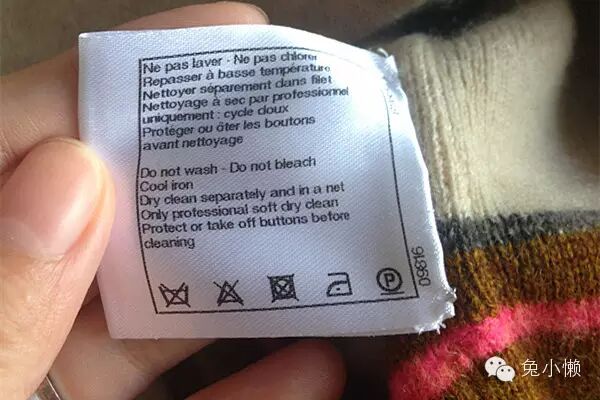 Ne pas laver - Ne pas chlorer
Repasser à basse température
Nettoyer séparement dans filet
Nettoyage à sec par professionnel
uniquement : cycle doux
Protéger ou ôter les boutons
avant nettoyage
Do not wash - Do not bleach
Cool iron
Dry clean separately and in a net
Only professional soft dry clean
Protect or take off buttons before
cleaning
P
09816
兔小懒